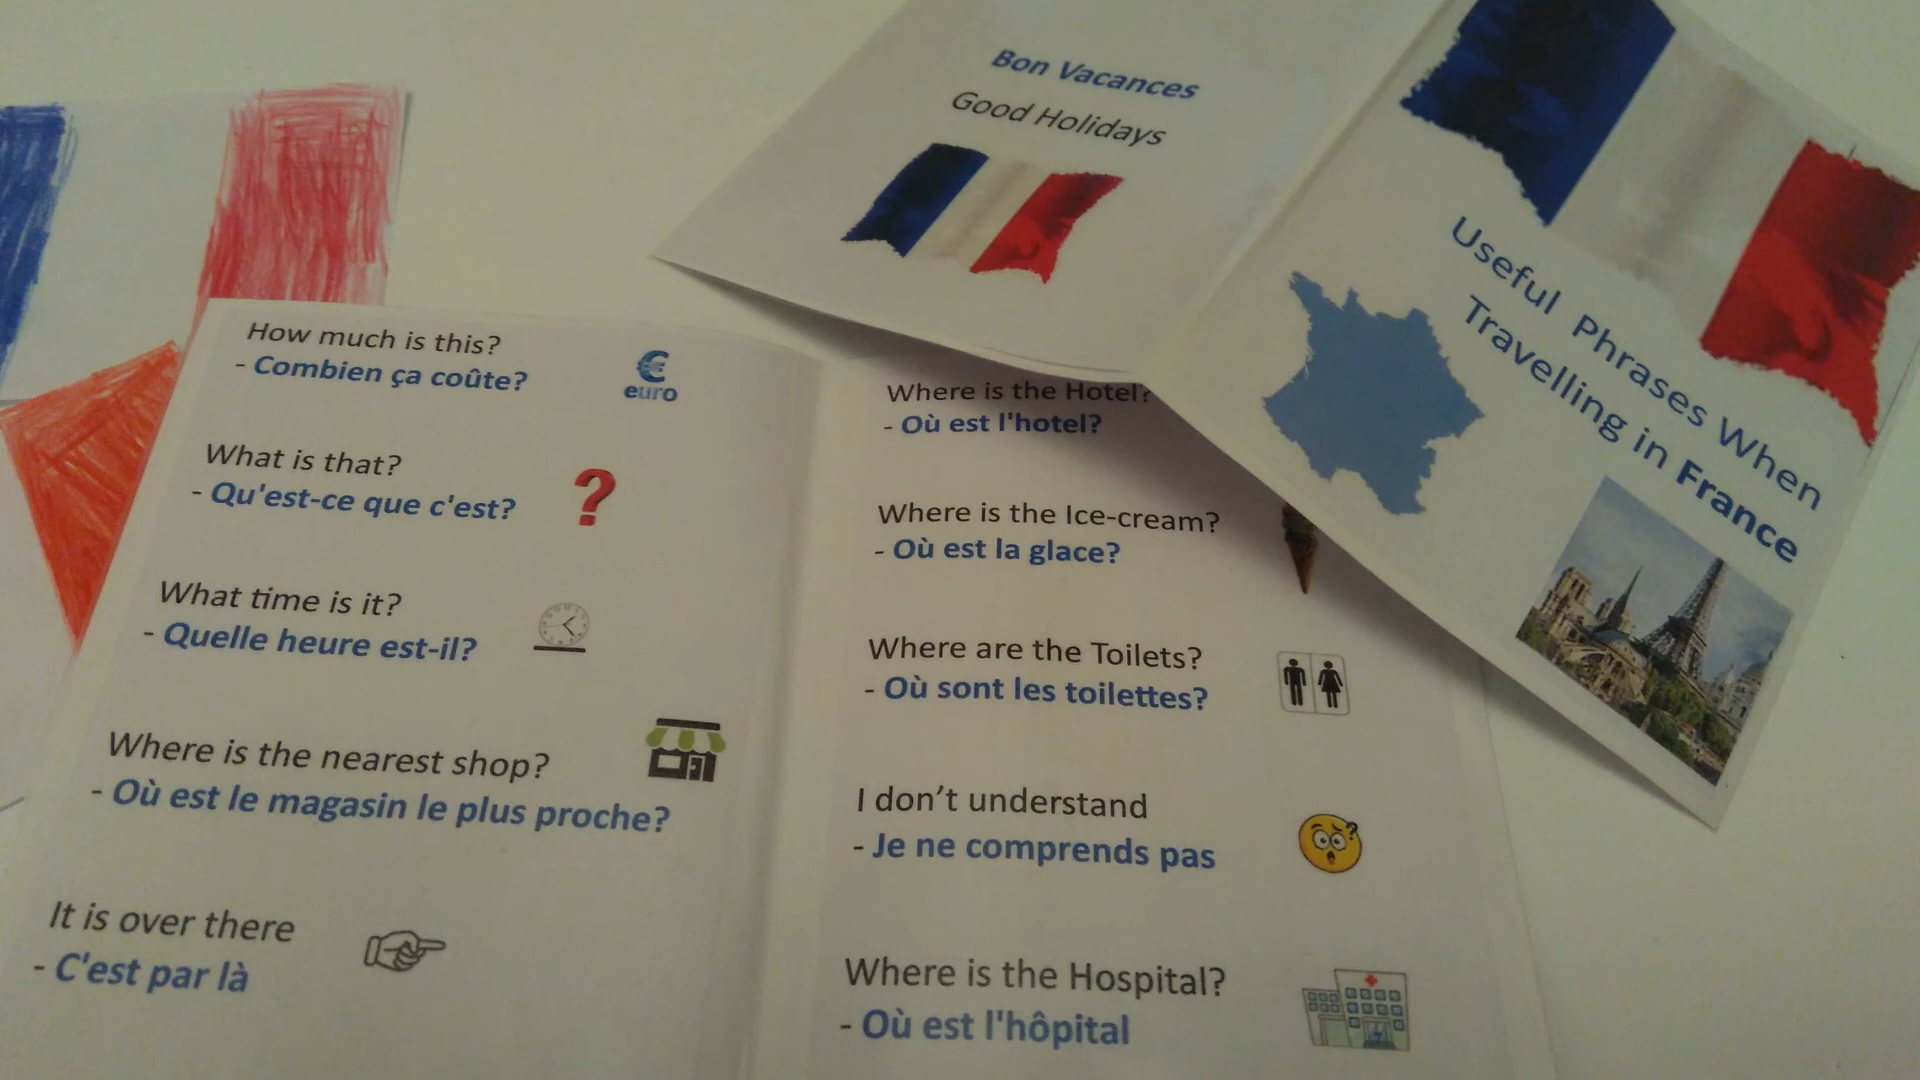 Bon Vacances
Good Holidays
Useful Phrases When
Travelling in France
How much is this?
- Combien ça coûte?
€
euro
What is that?
- Qu'est-ce que c'est?
?
What time is it?
- Quelle heure est-il?
Where is the nearest shop?
- Où est le magasin le plus proche?
It is over there
- C'est par là
Where is the Hotel?
- Où est l'hotel?
Where is the Ice-cream?
- Où est la glace?
Where are the Toilets?
- Où sont les toilettes?
I don't understand
- Je ne comprends pas
Where is the Hospital?
- Où est l'hôpital